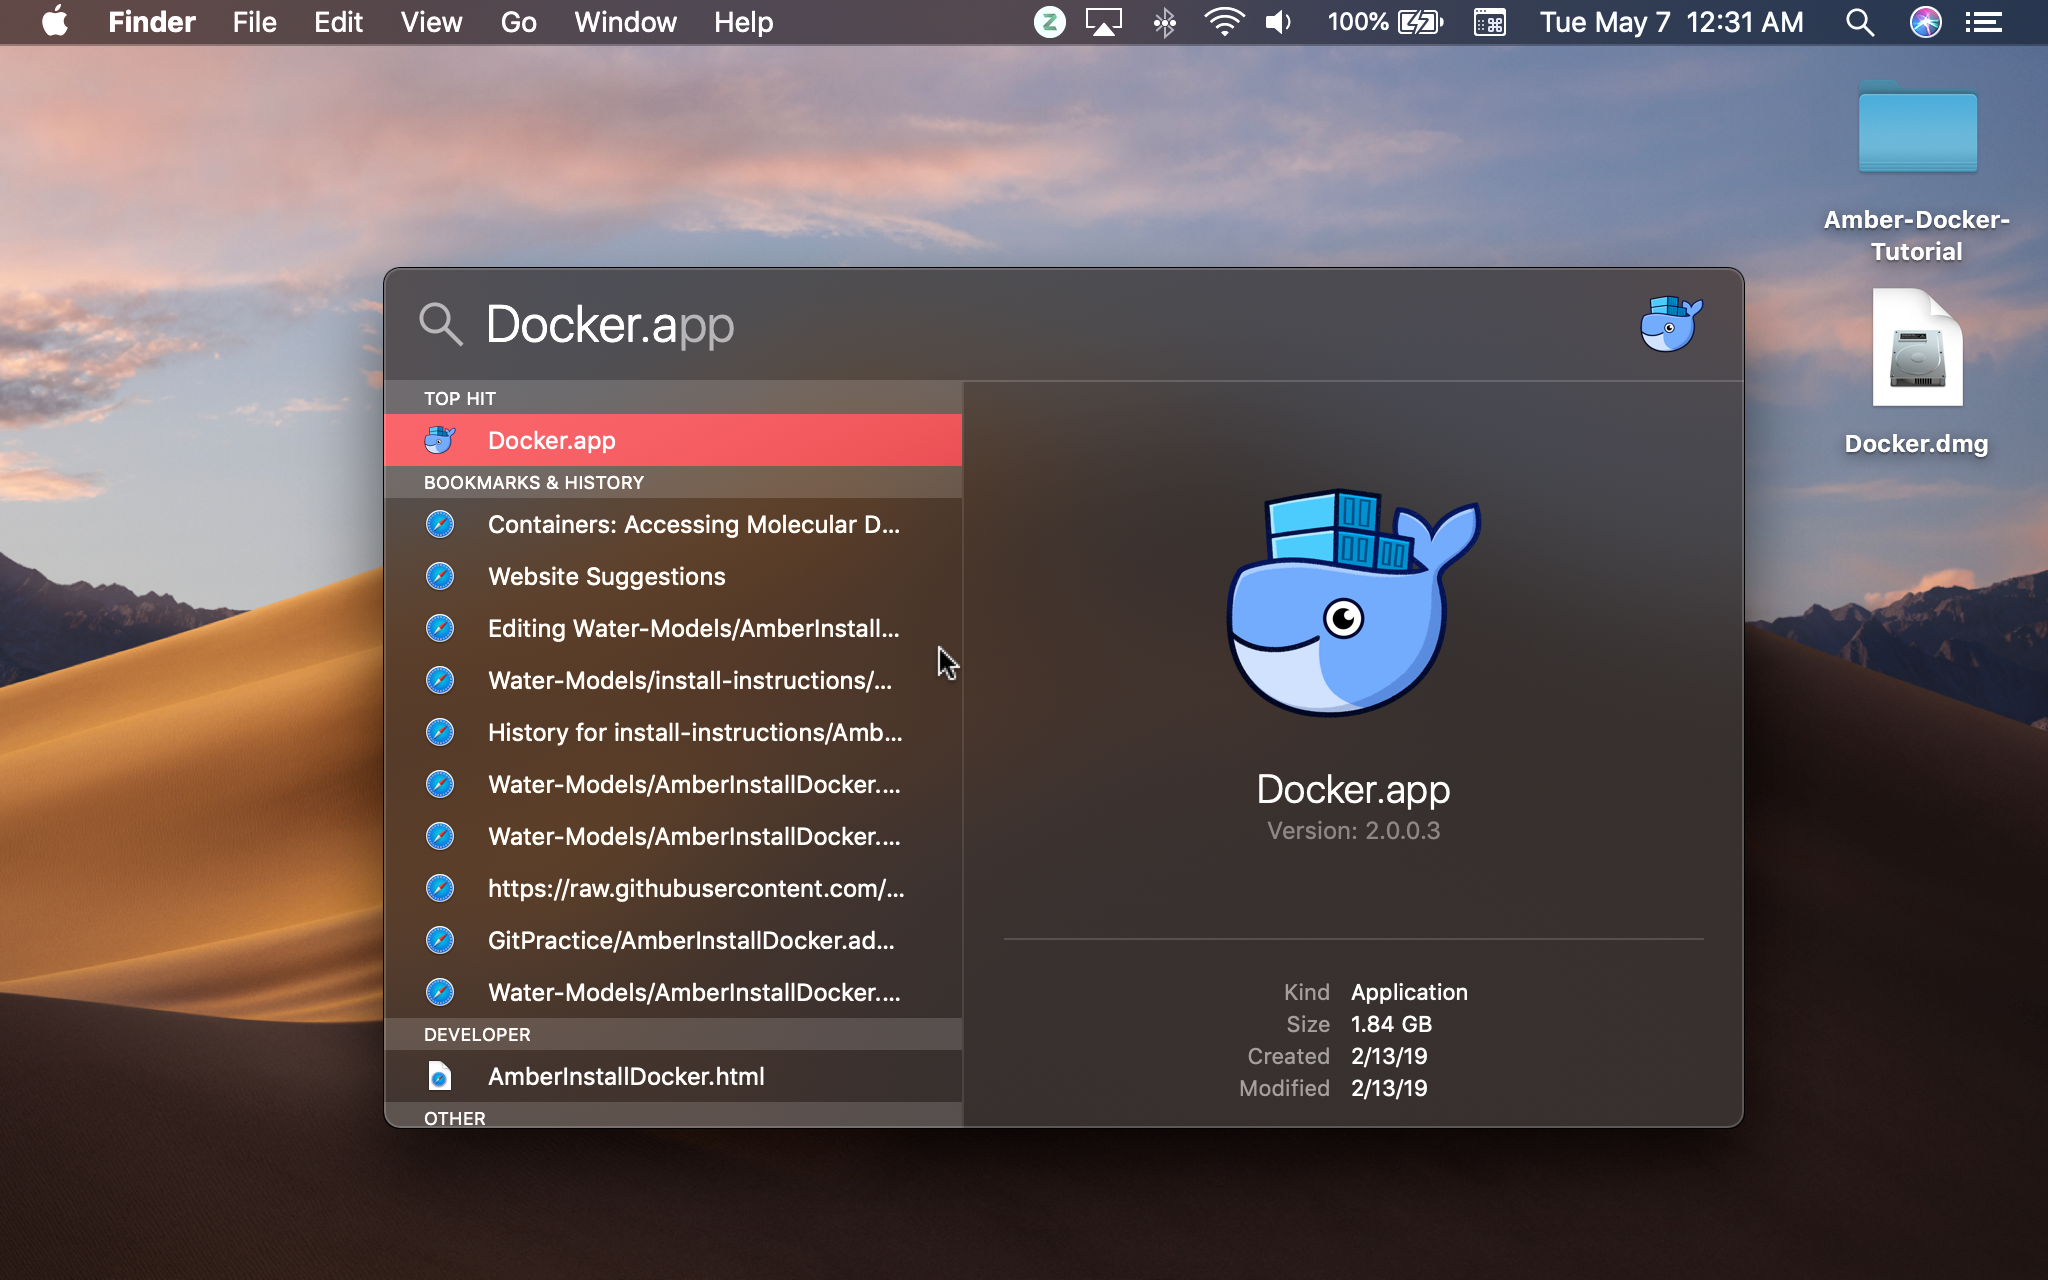 Finder File Edit View Go Window Help Z 100% Tue May 7 12:31 AM
Amber-Docker-
Tutorial
Docker.dmg
Docker.app
TOP HIT
Docker.app
BOOKMARKS & HISTORY
Containers: Accessing Molecular D...
Website Suggestions
Editing Water-Models/AmberInstall...
Water-Models/install-instructions/...
History for install-instructions/Amb...
Water-Models/AmberInstallDocker....
Water-Models/AmberInstallDocker....
https://raw.githubusercontent.com/...
GitPractice/AmberInstallDocker.ad...
Water-Models/AmberInstallDocker....
DEVELOPER
AmberInstallDocker.html
OTHER
Docker.app
Version: 2.0.0.3
Kind Application
Size 1.84 GB
Created 2/13/19
Modified 2/13/19